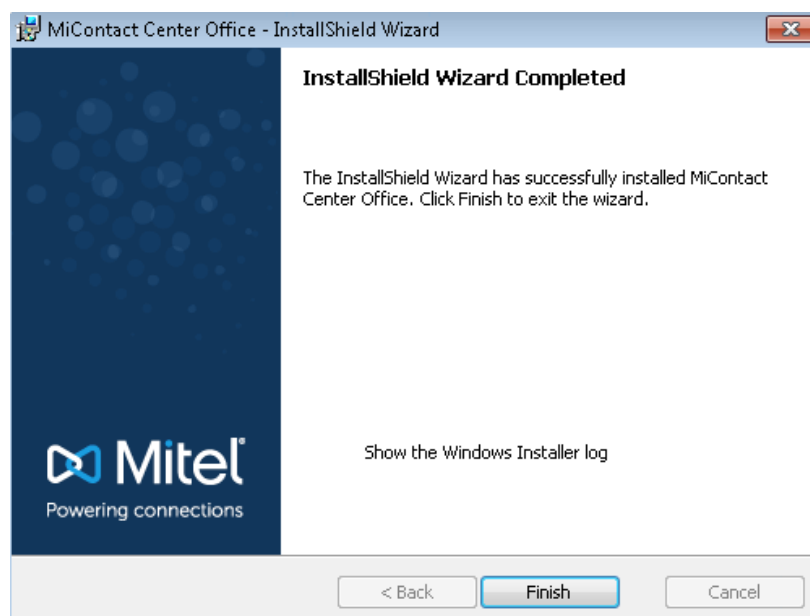 MiContact Center Office - InstallShield Wizard
InstallShield Wizard Completed
The InstallShield Wizard has successfully installed MiContact
Center Office. Click Finish to exit the wizard.
Show the Windows Installer log
Mitel®
Powering connections
< Back
Finish
Cancel